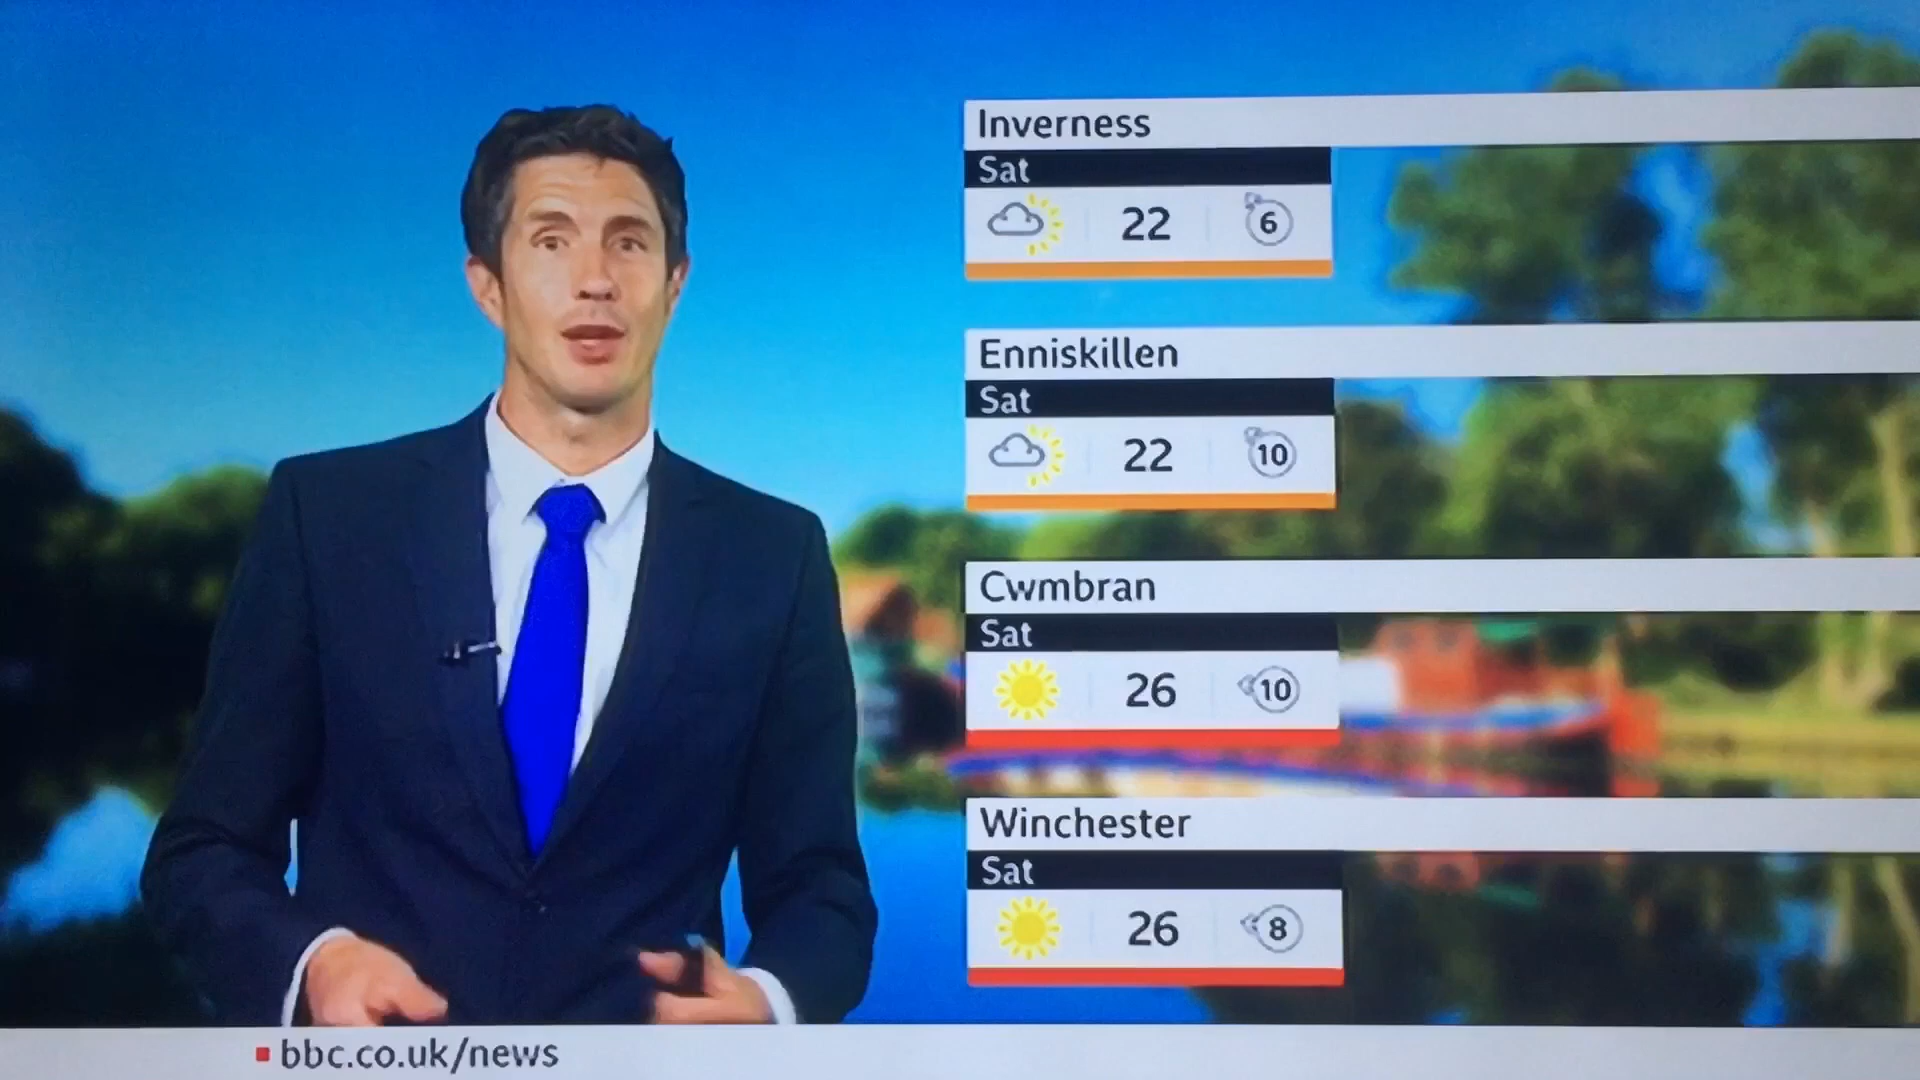 Inverness
Sat
22 6
Enniskillen
Sat
22 10
Cwmbran
Sat
26 10
Winchester
Sat
26 8
bbc.co.uk/news